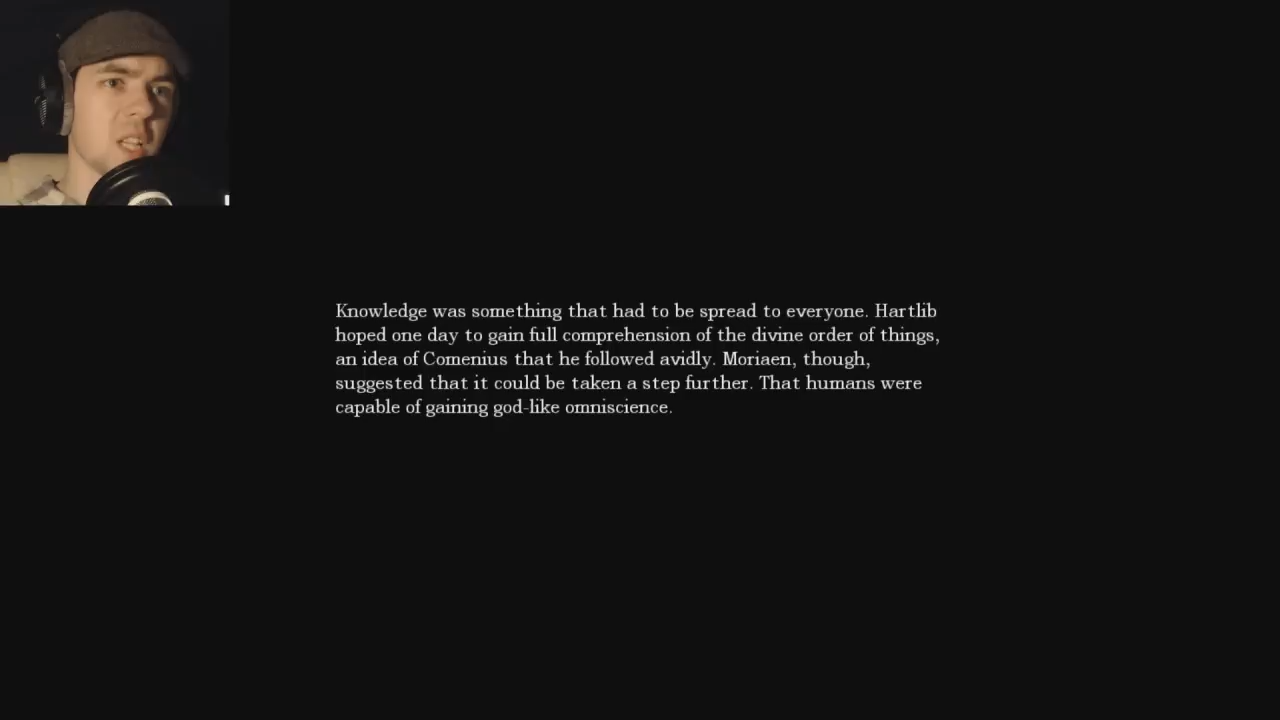 Knowledge was something that had to be spread to everyone. Hartlib
hoped one day to gain full comprehension of the divine order of things,
an idea of Comenius that he followed avidly. Moriaen, though,
suggested that it could be taken a step further. That humans were
capable of gaining god-like omniscience.